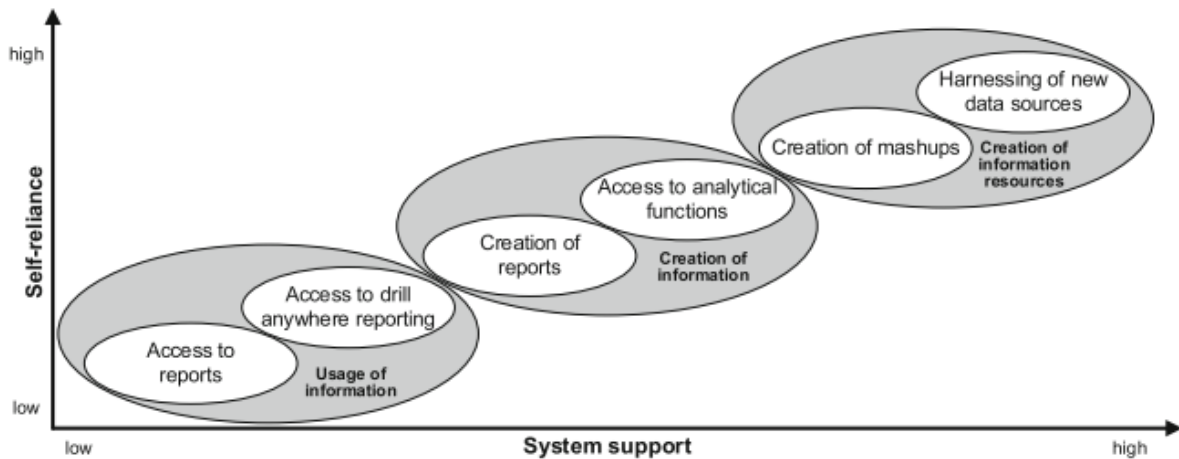 high
Harnessing of new
data sources
Creation of mashups
Creation of
information
resources
Access to analytical
functions
Creation of
reports
Creation of
information
Self-reliance
Access to drill
anywhere reporting
Access to
reports
Usage of
information
low
low
System support
high